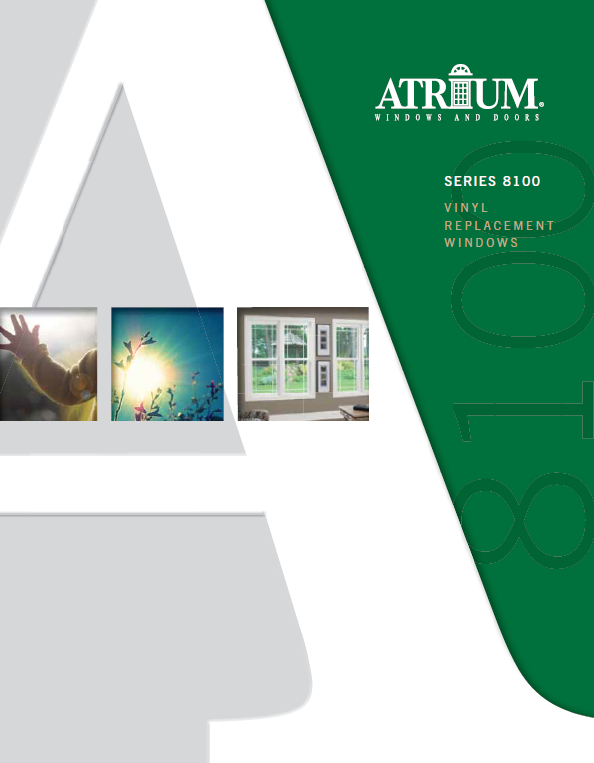 ATRIUM®
WINDOWS AND DOORS
SERIES 8100
VINYL
REPLACEMENT
WINDOWS
8100